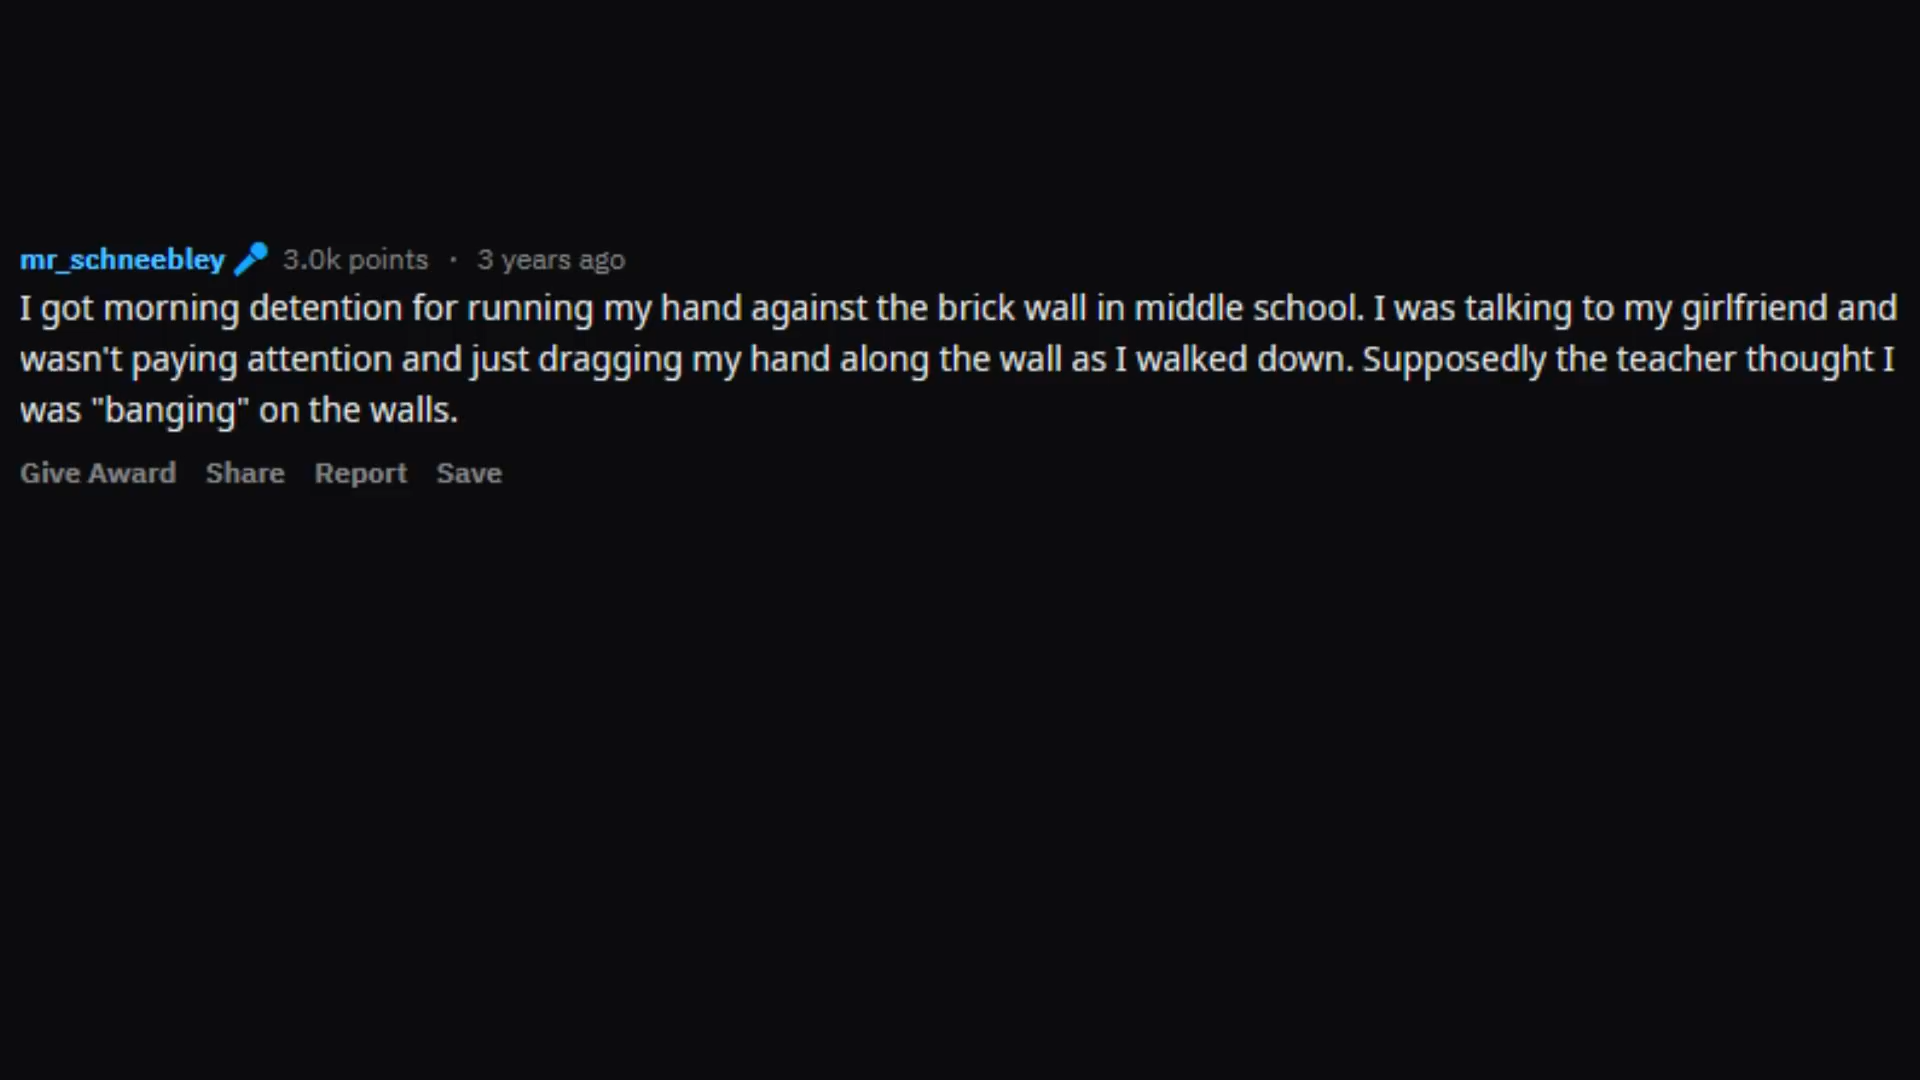 mr_schneebley 3.0k points · 3 years ago
I got morning detention for running my hand against the brick wall in middle school. I was talking to my girlfriend and
wasn't paying attention and just dragging my hand along the wall as I walked down. Supposedly the teacher thought I
was "banging" on the walls.
Give Award Share Report Save